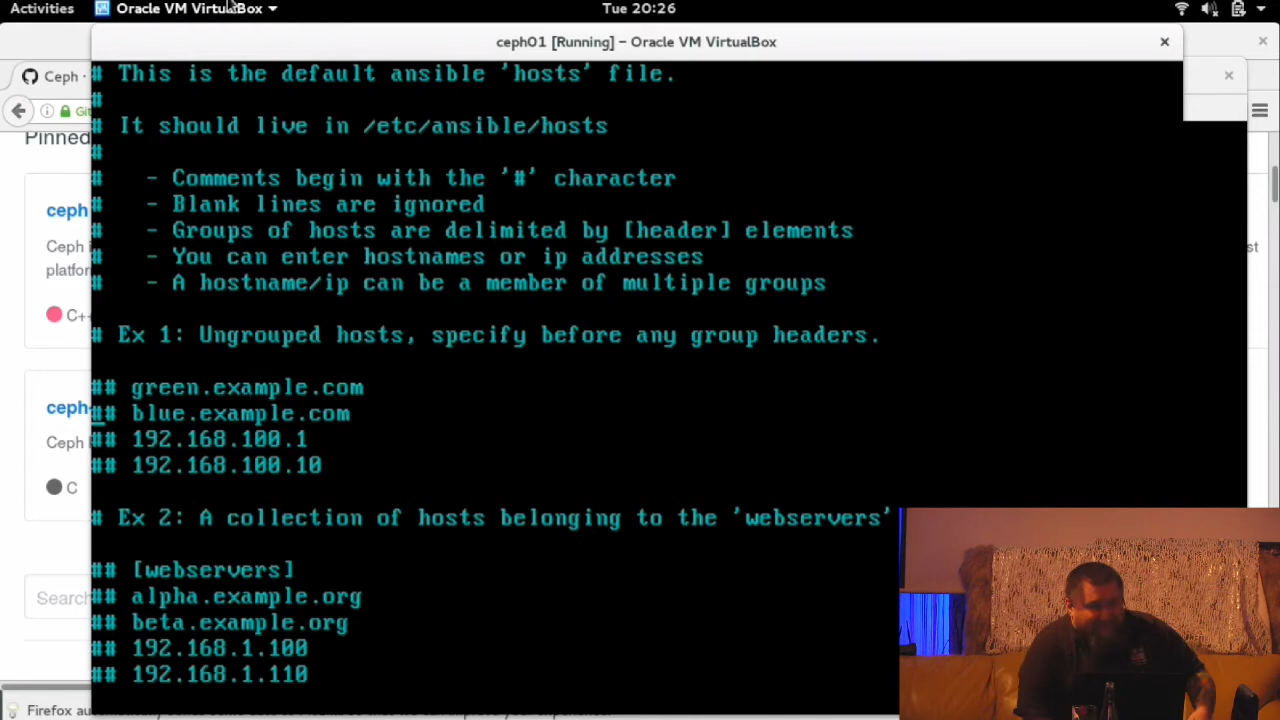 Activities Oracle VM VirtualBox Tue 20:26
ceph01 [Running] – Oracle VM VirtualBox
Ceph ·
Pinned
ceph
Ceph i
platfor
C++
ceph-
Ceph
C
Search
# This is the default ansible 'hosts' file.
#
# It should live in /etc/ansible/hosts
#
# - Comments begin with the '#' character
# - Blank lines are ignored
# - Groups of hosts are delimited by [header] elements
# - You can enter hostnames or ip addresses
# - A hostname/ip can be a member of multiple groups
# Ex 1: Ungrouped hosts, specify before any group headers.
## green.example.com
## blue.example.com
## 192.168.100.1
## 192.168.100.10
# Ex 2: A collection of hosts belonging to the 'webservers'
## [webservers]
## alpha.example.org
## beta.example.org
## 192.168.1.100
## 192.168.1.110
st
Firefox